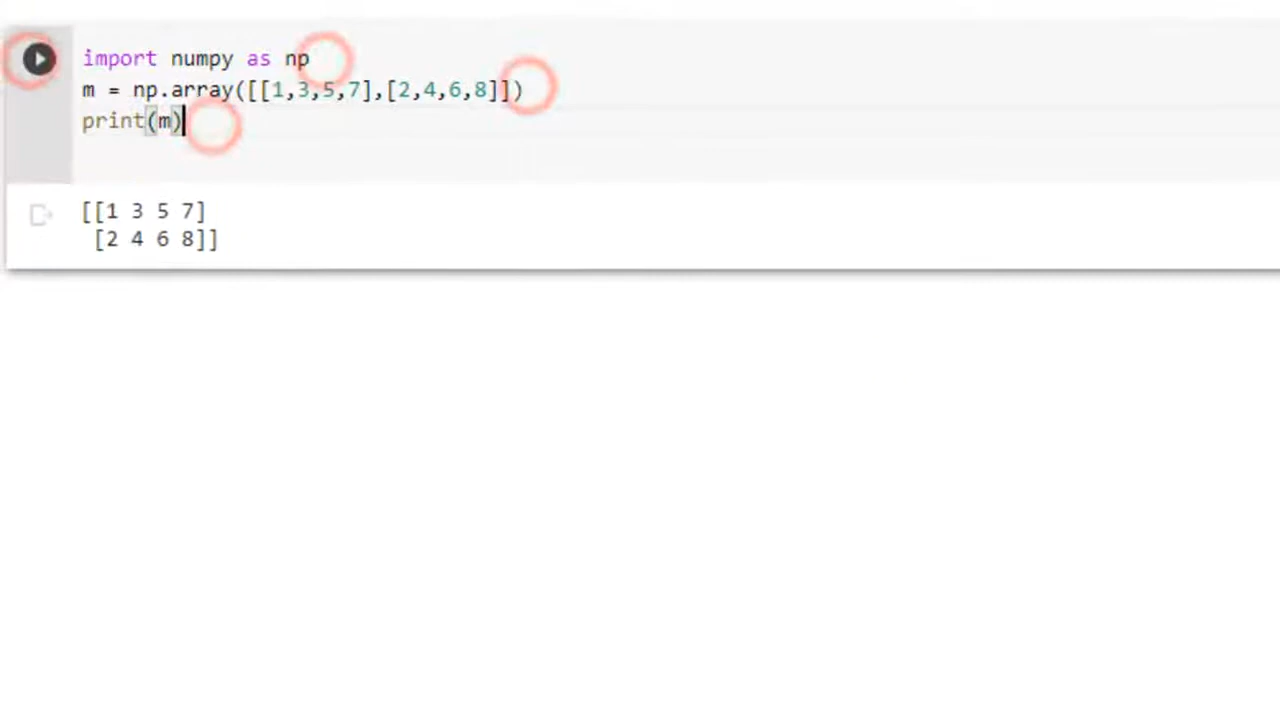 import numpy as np
m = np.array([[1,3,5,7],[2,4,6,8]])
print(m)
[[1 3 5 7]
 [2 4 6 8]]